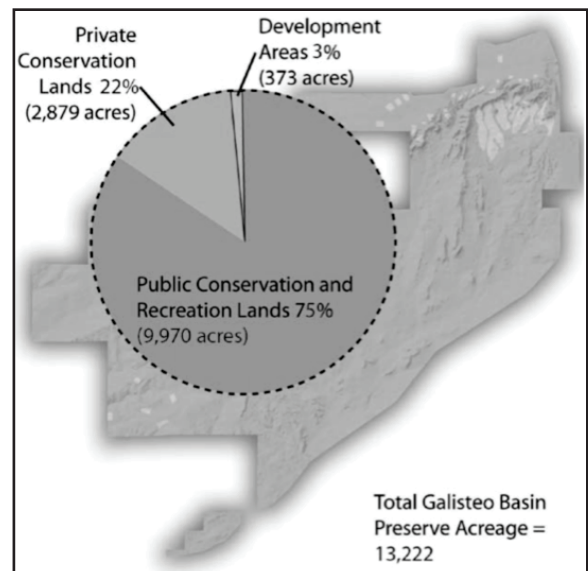 Private
Conservation
Lands 22%
(2,879 acres)
Development
Areas 3%
(373 acres)
Public Conservation and
Recreation Lands 75%
(9,970 acres)
Total Galisteo Basin
Preserve Acreage =
13,222